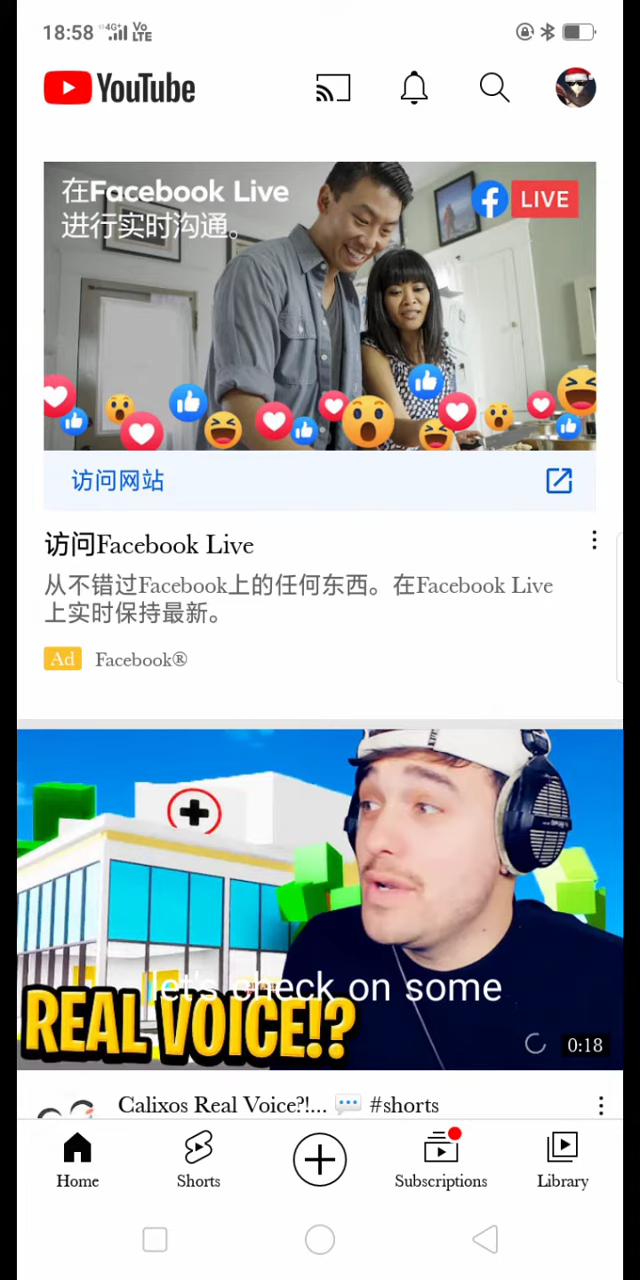 18:58 4G+ Vo LTE
YouTube
在Facebook Live
进行实时沟通。
LIVE
访问网站
访问Facebook Live
从不错过Facebook上的任何东西。在Facebook Live
上实时保持最新。
Ad Facebook®
let's check on some
REAL VOICE!?
0:18
Calixos Real Voice?!... 💬 #shorts
Home Shorts Subscriptions Library